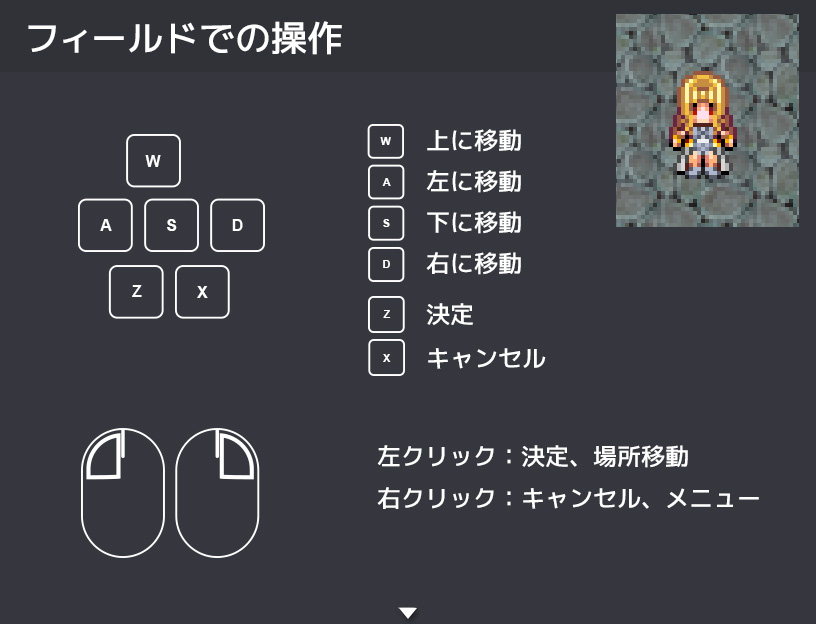 フィールドでの操作
W
A S D
Z X
W 上に移動
A 左に移動
S 下に移動
D 右に移動
Z 決定
X キャンセル
左クリック：決定、場所移動
右クリック：キャンセル、メニュー